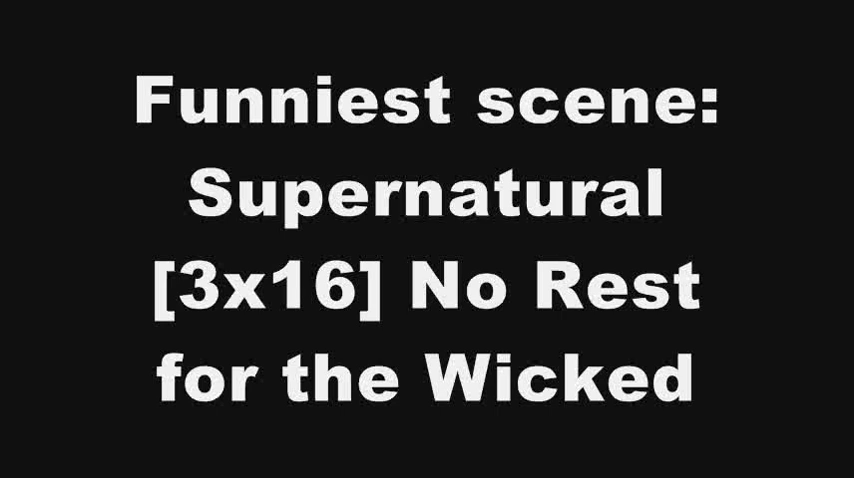 Funniest scene:
Supernatural
[3x16] No Rest
for the Wicked